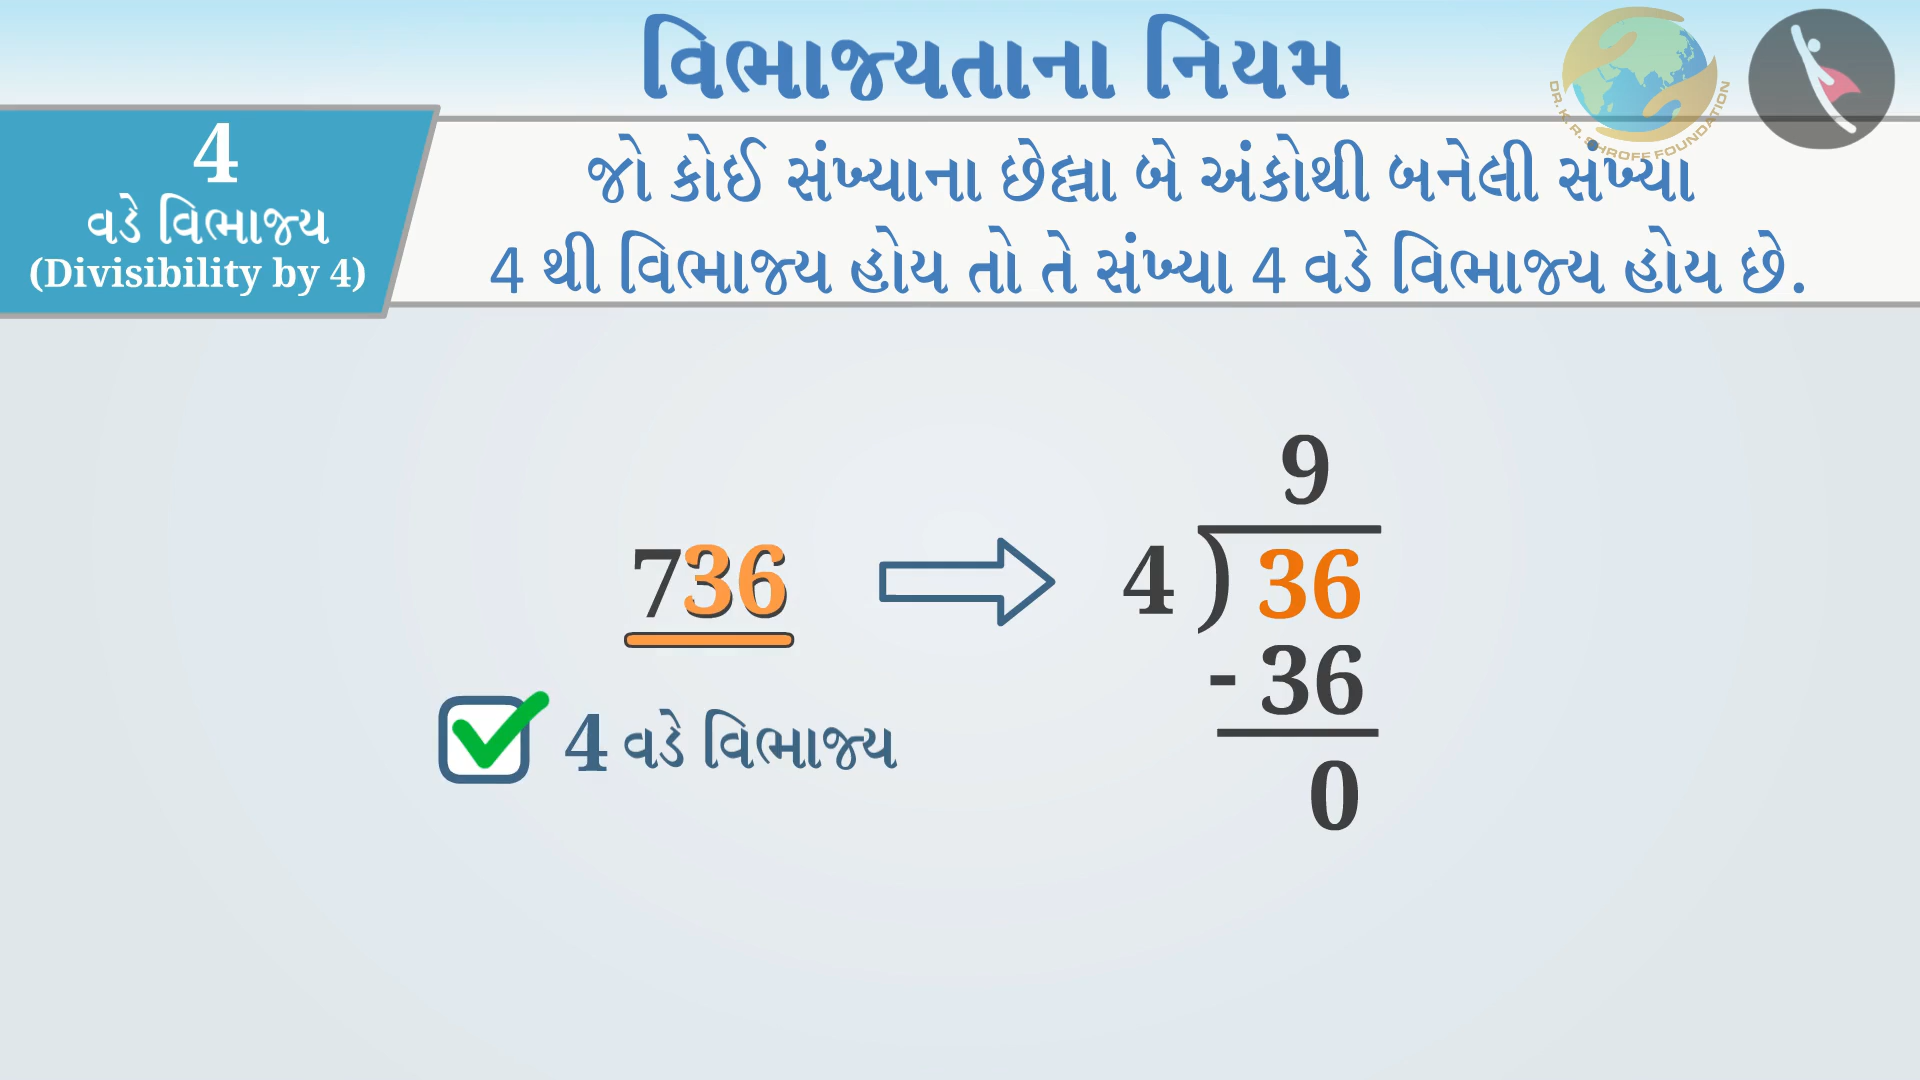 વિભાજ્યતાના નિયમ
DR. K. R. SHROFF FOUNDATION
4
વડે વિભાજ્ય
(Divisibility by 4)
જો કોઈ સંખ્યાના છેલ્લા બે અંકોથી બનેલી સંખ્યા
4 થી વિભાજ્ય હોય તો તે સંખ્યા 4 વડે વિભાજ્ય હોય છે.
9
736
4 ) 36
- 36
0
4 વડે વિભાજ્ય